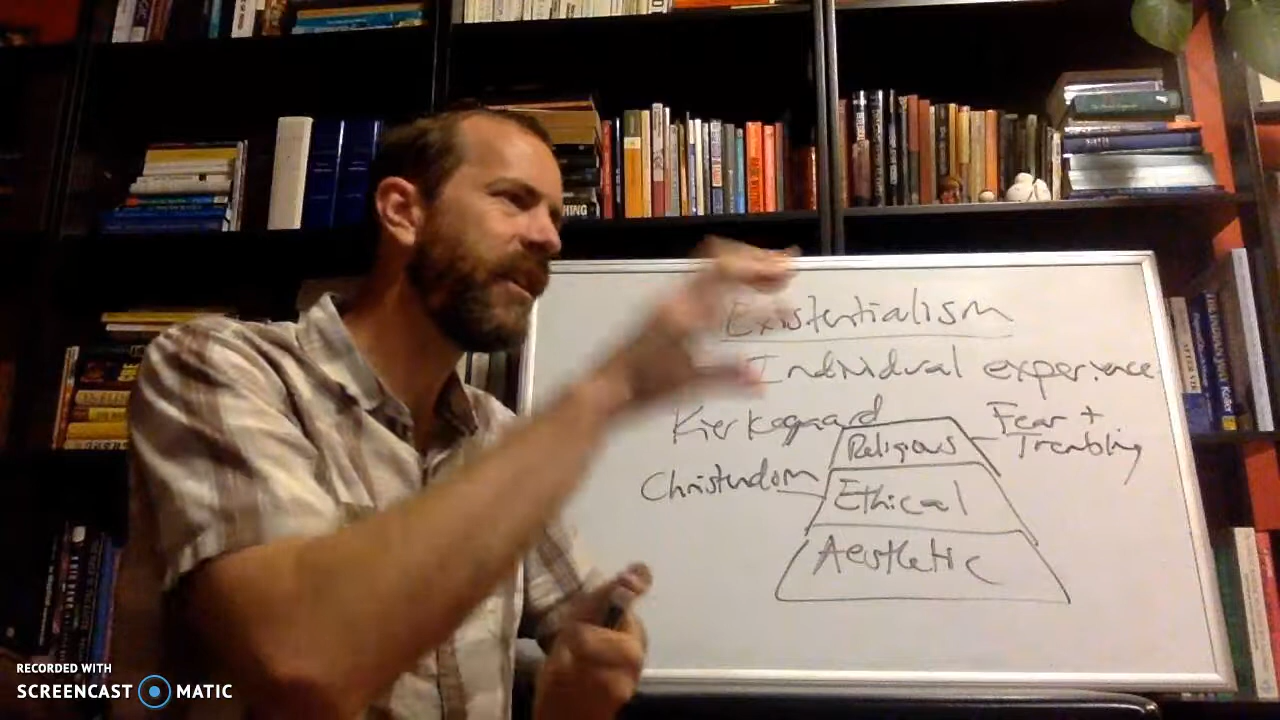 Existentialism
Individual experience
Kierkegaard
Religious
Fear +
Trembling
Christendom
Ethical
Aesthetic
RECORDED WITH
SCREENCAST MATIC